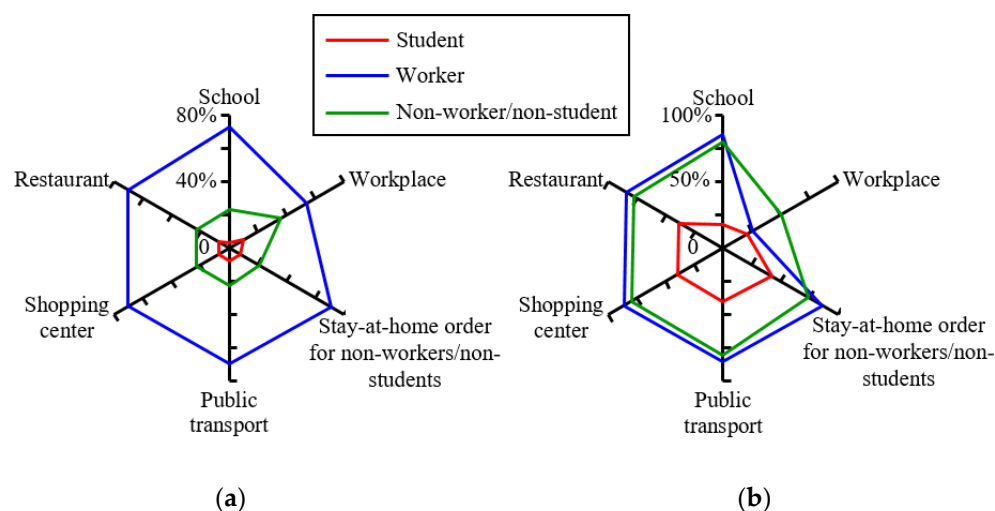 Student
Worker
Non-worker/non-student
School
80%
40%
0
Restaurant
Workplace
Shopping
center
Stay-at-home order
for non-workers/non-
students
Public
transport
(a)
School
100%
50%
0
Restaurant
Workplace
Shopping
center
Stay-at-home order
for non-workers/non-
students
Public
transport
(b)